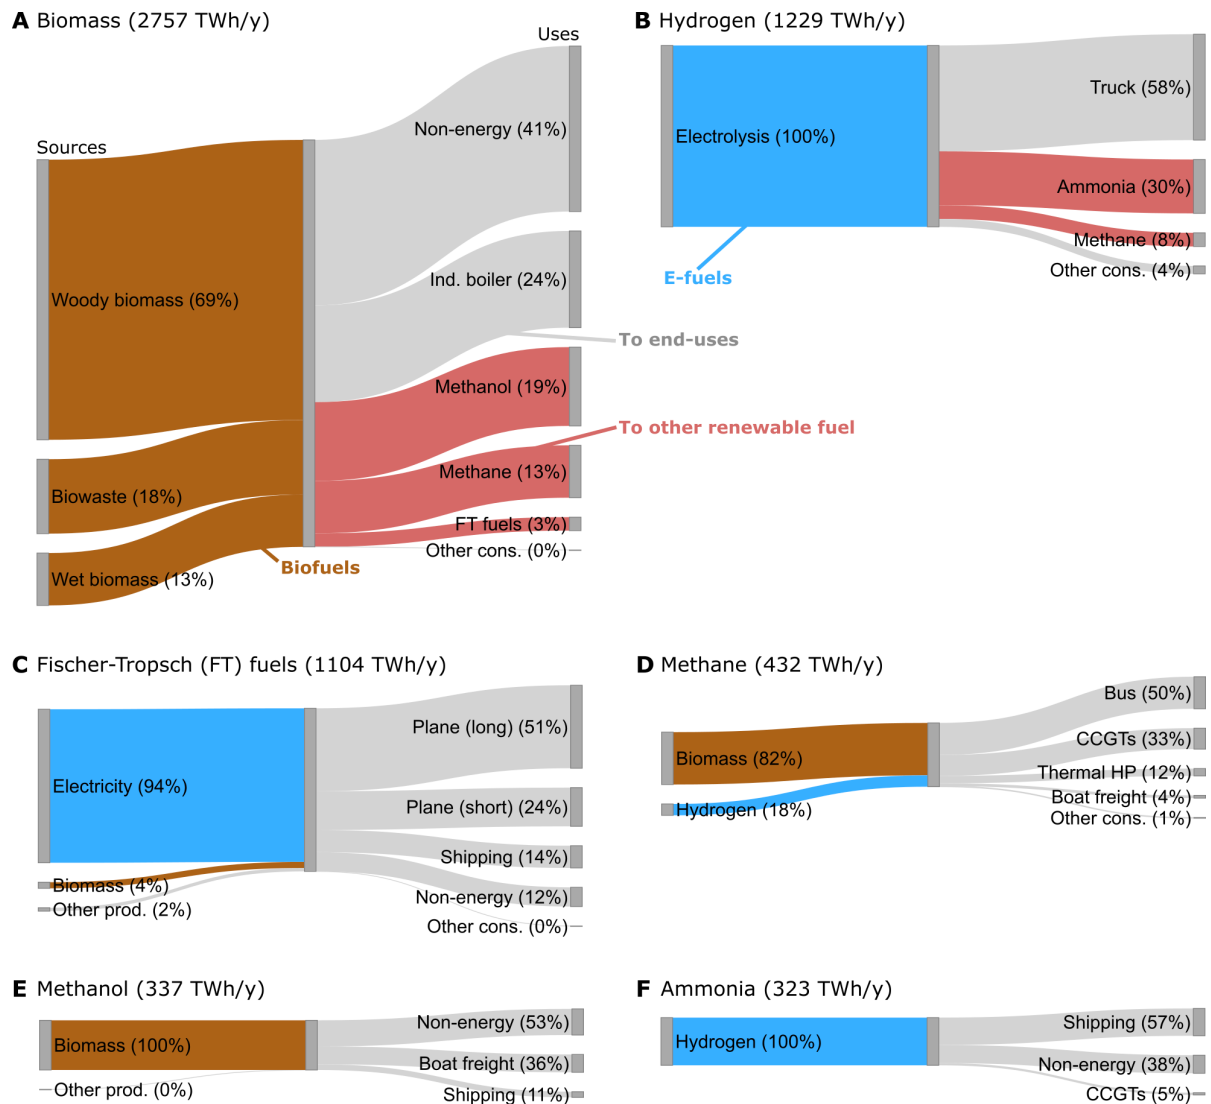 A Biomass (2757 TWh/y)
Sources
Uses
Woody biomass (69%)
Biowaste (18%)
Wet biomass (13%)
Non-energy (41%)
Ind. boiler (24%)
Methanol (19%)
Methane (13%)
FT fuels (3%)
Other cons. (0%)
Biofuels
To end-uses
To other renewable fuel
B Hydrogen (1229 TWh/y)
Electrolysis (100%)
Truck (58%)
Ammonia (30%)
Methane (8%)
Other cons. (4%)
E-fuels
C Fischer-Tropsch (FT) fuels (1104 TWh/y)
Electricity (94%)
Biomass (4%)
Other prod. (2%)
Plane (long) (51%)
Plane (short) (24%)
Shipping (14%)
Non-energy (12%)
Other cons. (0%)
D Methane (432 TWh/y)
Biomass (82%)
Hydrogen (18%)
Bus (50%)
CCGTs (33%)
Thermal HP (12%)
Boat freight (4%)
Other cons. (1%)
E Methanol (337 TWh/y)
Biomass (100%)
Other prod. (0%)
Non-energy (53%)
Boat freight (36%)
Shipping (11%)
F Ammonia (323 TWh/y)
Hydrogen (100%)
Shipping (57%)
Non-energy (38%)
CCGTs (5%)